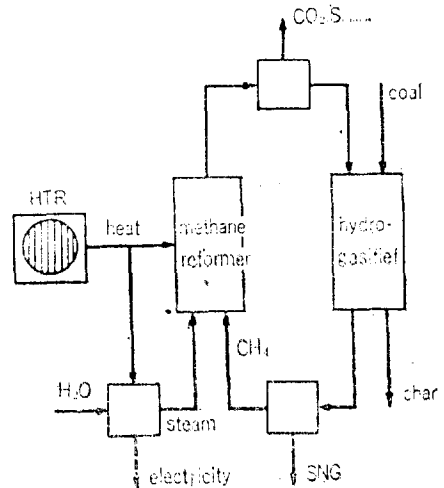 CO₂
coal
HTR
heat
methane
reformer
hydro-
gasifier
CH₄
H₂O
steam
char
electricity
SNG